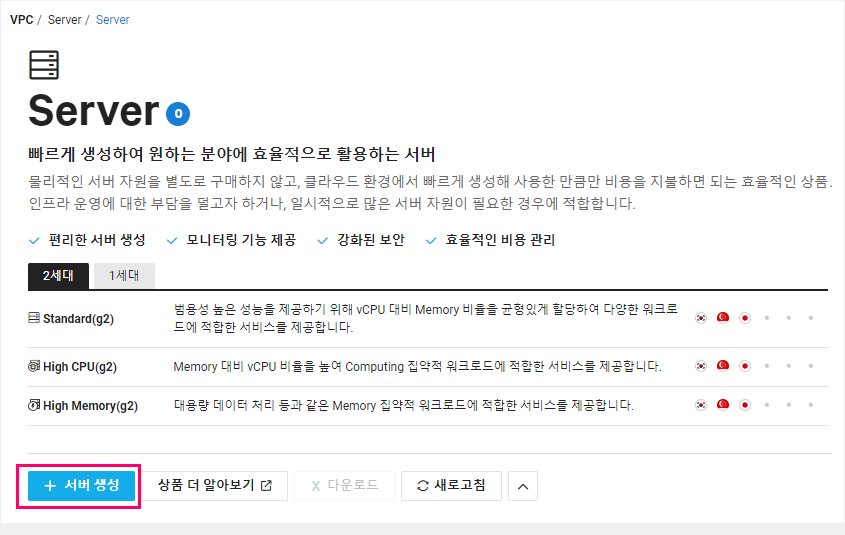 VPC / Server / Server
Server 0
빠르게 생성하여 원하는 분야에 효율적으로 활용하는 서버
물리적인 서버 자원을 별도로 구매하지 않고, 클라우드 환경에서 빠르게 생성해 사용한 만큼만 비용을 지불하면 되는 효율적인 상품.
인프라 운영에 대한 부담을 덜고자 하거나, 일시적으로 많은 서버 자원이 필요한 경우에 적합합니다.
편리한 서버 생성 모니터링 기능 제공 강화된 보안 효율적인 비용 관리
2세대 1세대
Standard(g2) 범용성 높은 성능을 제공하기 위해 vCPU 대비 Memory 비율을 균형있게 할당하여 다양한 워크로
드에 적합한 서비스를 제공합니다.
High CPU(g2) Memory 대비 vCPU 비율을 높여 Computing 집약적 워크로드에 적합한 서비스를 제공합니다.
High Memory(g2) 대용량 데이터 처리 등과 같은 Memory 집약적 워크로드에 적합한 서비스를 제공합니다.
+ 서버 생성 상품 더 알아보기 다운로드 새로고침